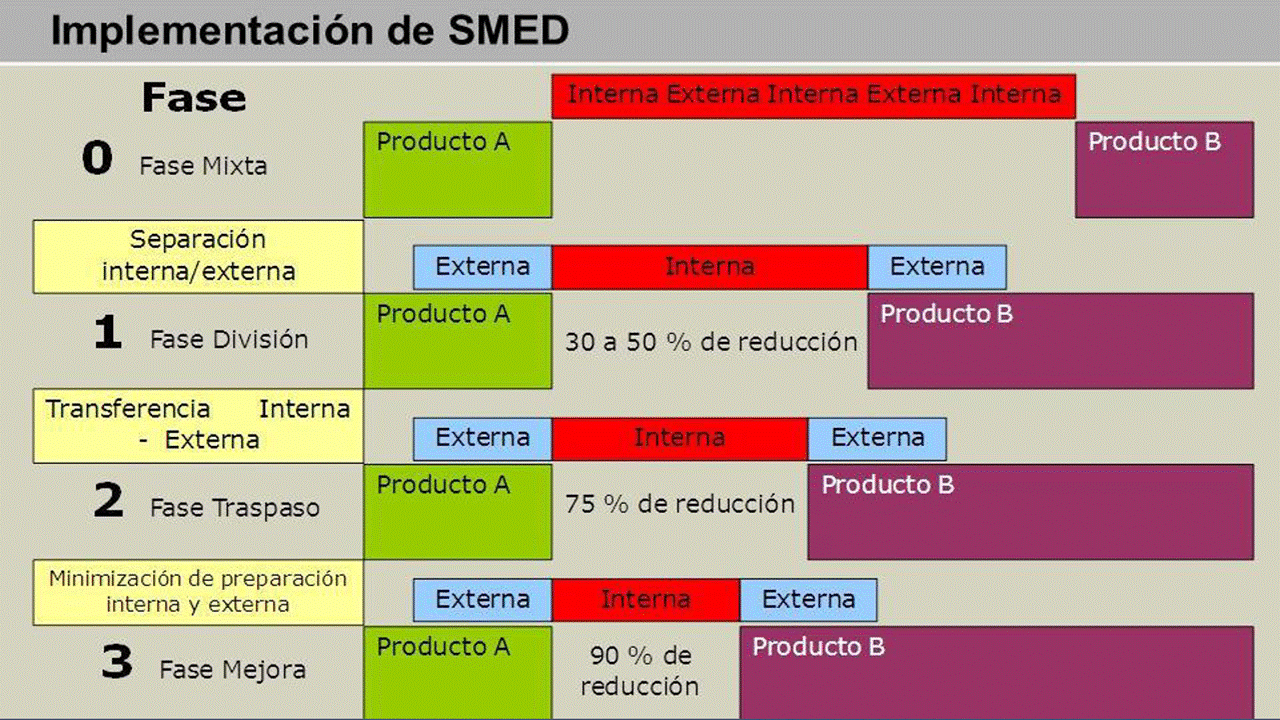 Implementación de SMED
Fase
Interna Externa Interna Externa Interna
0 Fase Mixta
Producto A
Producto B
Separación
interna/externa
Externa
Interna
Externa
1 Fase División
Producto A
30 a 50 % de reducción
Producto B
Transferencia Interna
- Externa
Externa
Interna
Externa
2 Fase Traspaso
Producto A
75 % de reducción
Producto B
Minimización de preparación
interna y externa
Externa
Interna
Externa
3 Fase Mejora
Producto A
90 % de
reducción
Producto B